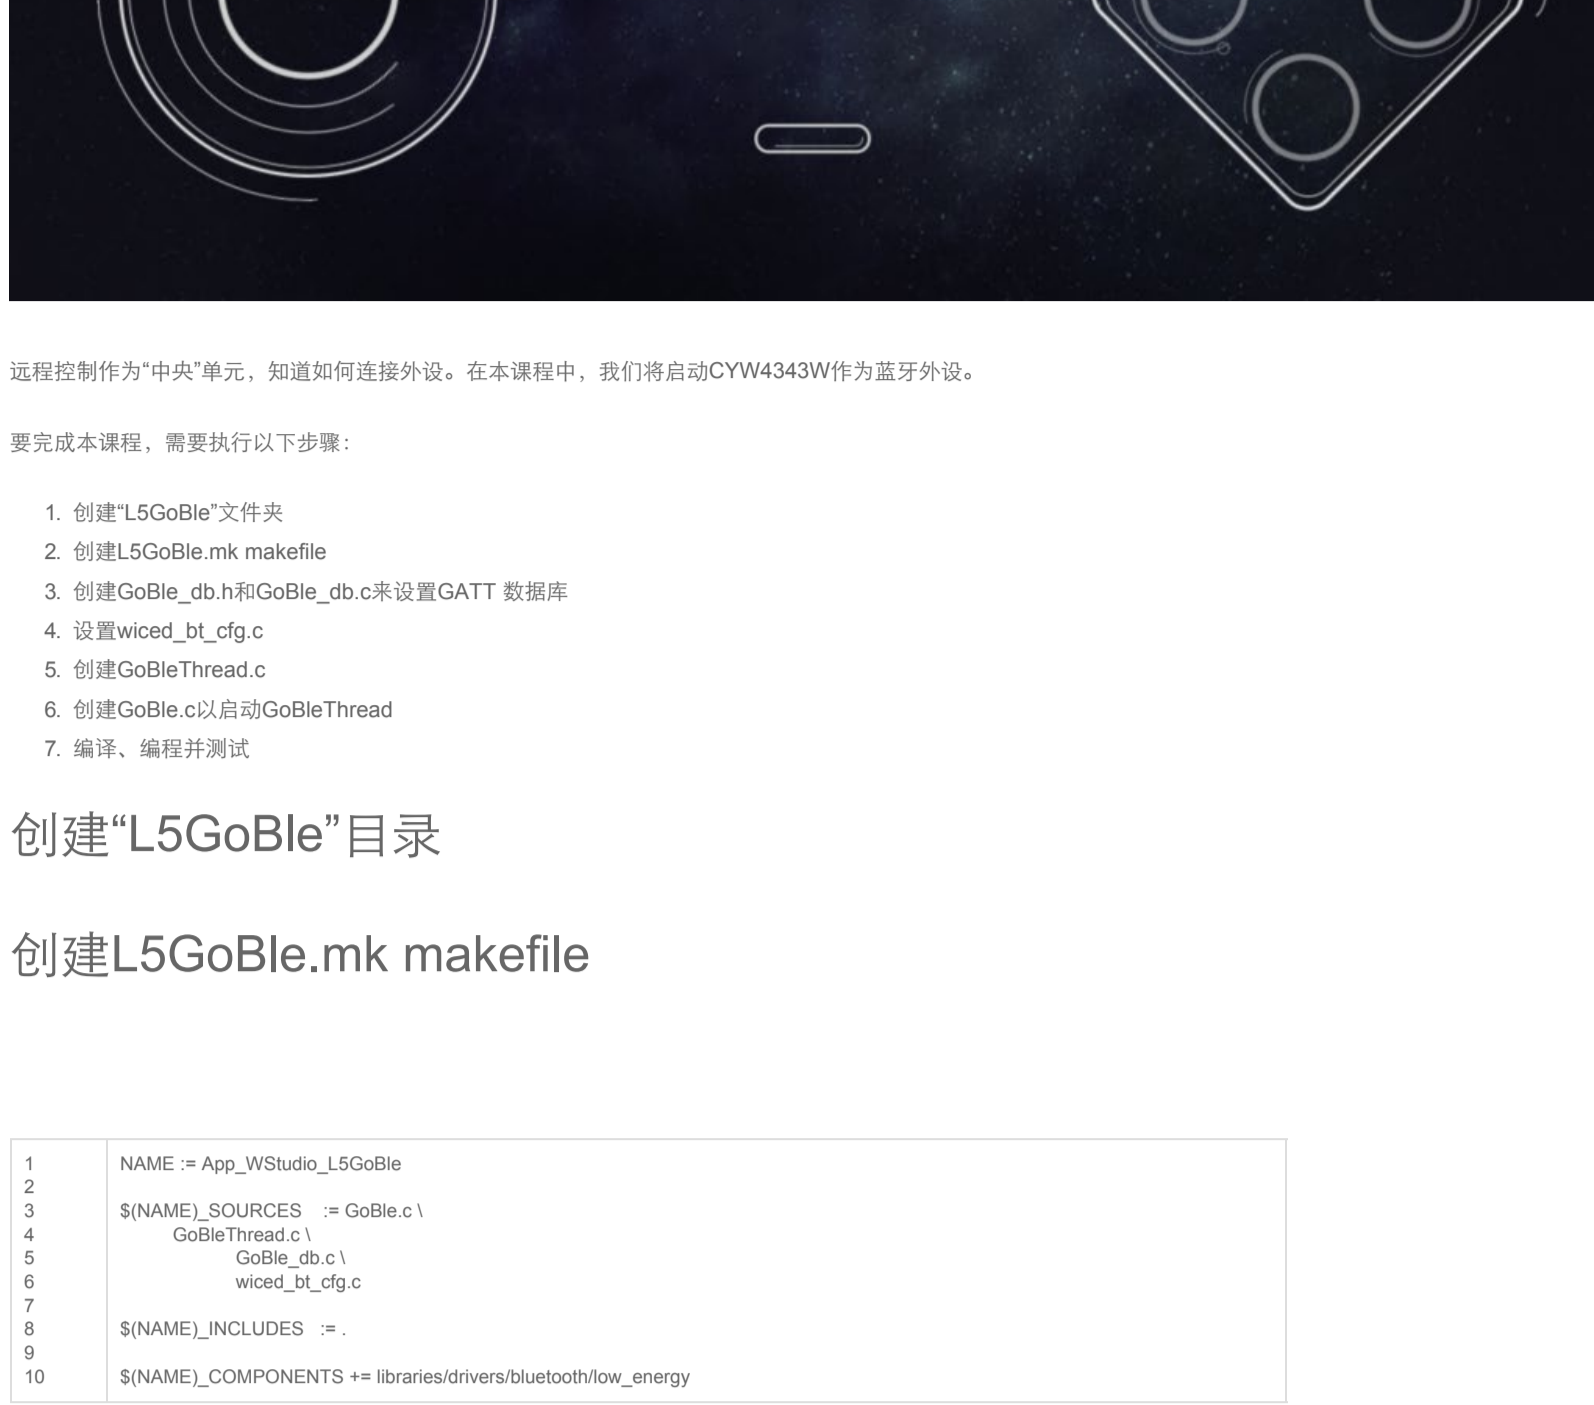 远程控制作为“中央”单元，知道如何连接外设。在本课程中，我们将启动CYW4343W作为蓝牙外设。
要完成本课程，需要执行以下步骤：
1. 创建“L5GoBle”文件夹
2. 创建L5GoBle.mk makefile
3. 创建GoBle_db.h和GoBle_db.c来设置GATT 数据库
4. 设置wiced_bt_cfg.c
5. 创建GoBleThread.c
6. 创建GoBle.c以启动GoBleThread
7. 编译、编程并测试
创建“L5GoBle”目录
创建L5GoBle.mk makefile
1 NAME := App_WStudio_L5GoBle
2
3 $(NAME)_SOURCES := GoBle.c \
4 GoBleThread.c \
5 GoBle_db.c \
6 wiced_bt_cfg.c
7
8 $(NAME)_INCLUDES := .
9
10 $(NAME)_COMPONENTS += libraries/drivers/bluetooth/low_energy